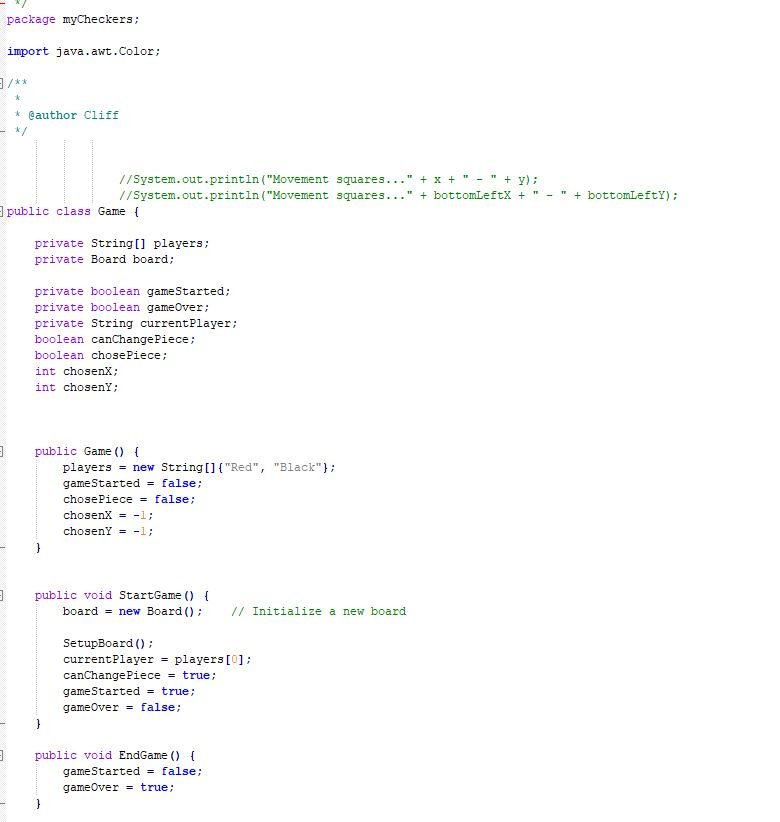 */
package myCheckers;
import java.awt.Color;
/**
*
* @author Cliff
*/
//System.out.println("Movement squares..." + x + " - " + y);
//System.out.println("Movement squares..." + bottomLeftX + " - " + bottomLeftY);
public class Game {
private String[] players;
private Board board;
private boolean gameStarted;
private boolean gameOver;
private String currentPlayer;
boolean canChangePiece;
boolean chosePiece;
int chosenX;
int chosenY;
public Game() {
players = new String[]{"Red", "Black"};
gameStarted = false;
chosePiece = false;
chosenX = -1;
chosenY = -1;
}
public void StartGame() {
board = new Board();    // Initialize a new board
SetupBoard();
currentPlayer = players[0];
canChangePiece = true;
gameStarted = true;
gameOver = false;
}
public void EndGame() {
gameStarted = false;
gameOver = true;
}